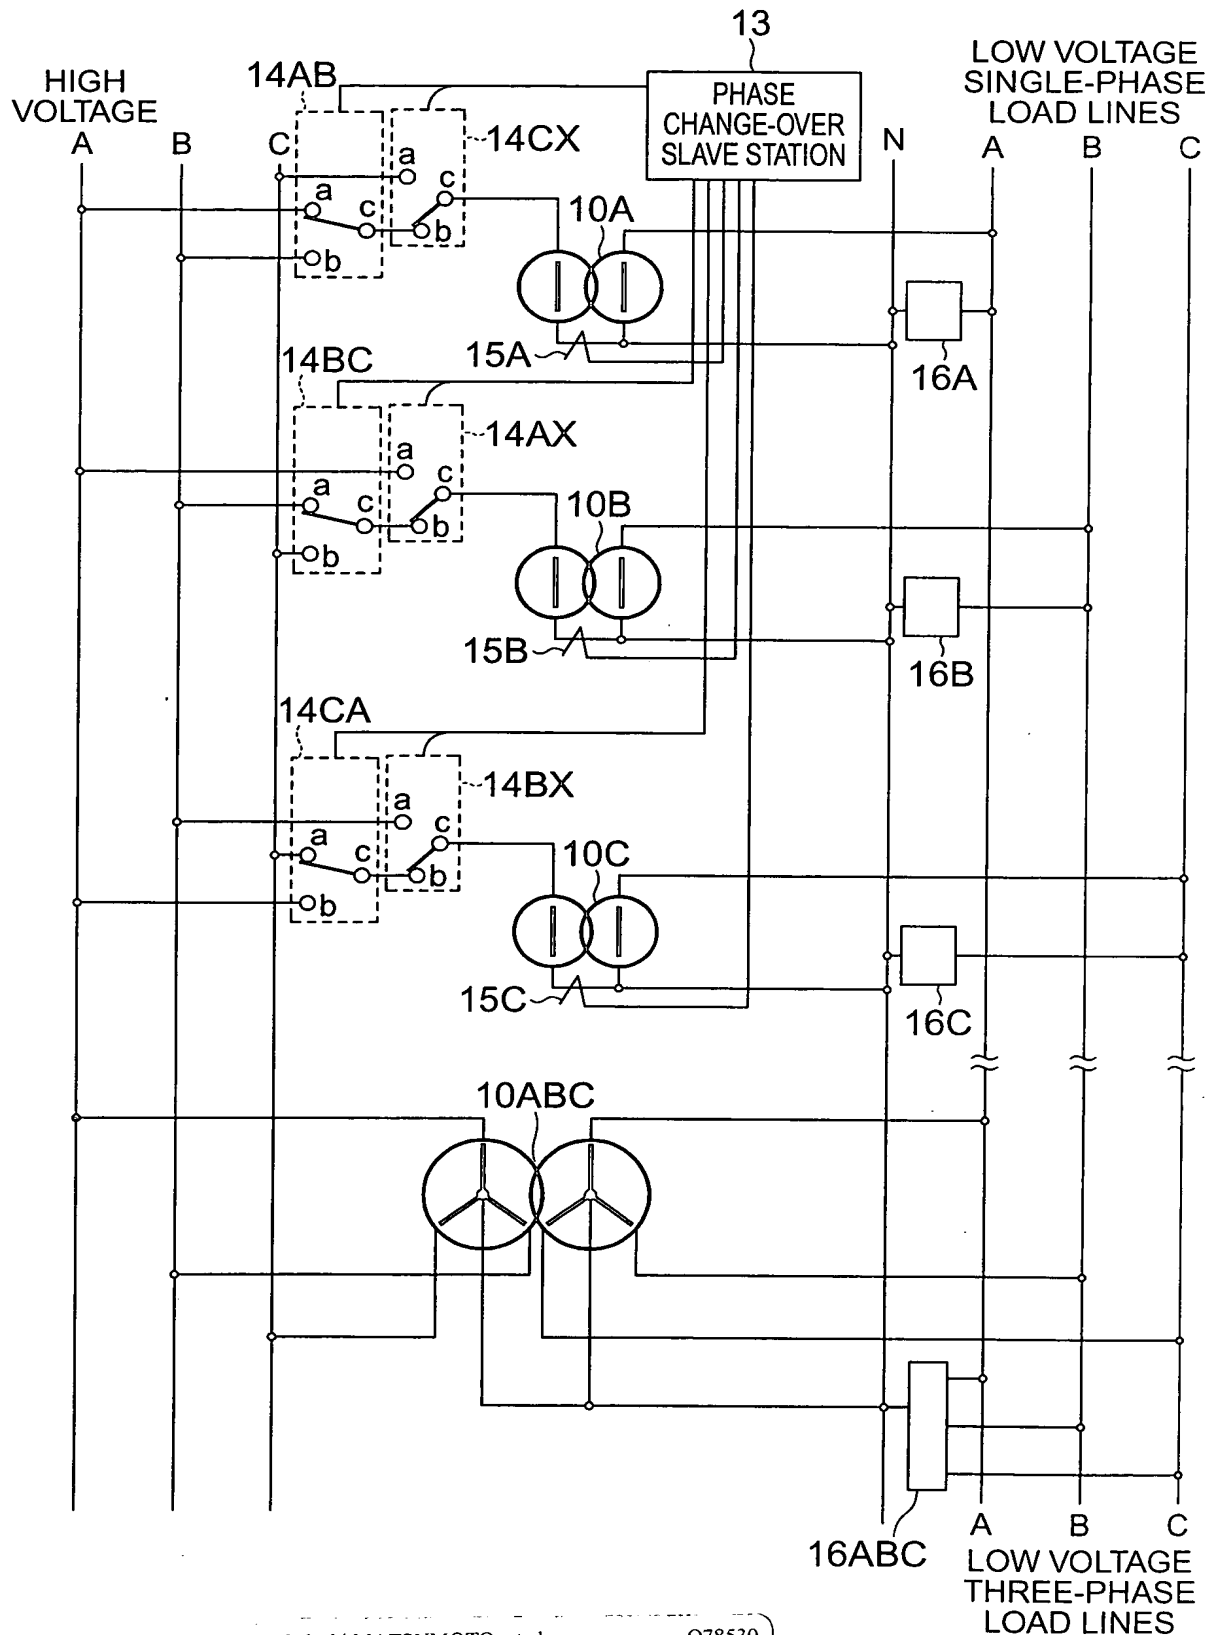 13
HIGH
VOLTAGE
A B C
14AB
14CX
PHASE
CHANGE-OVER
SLAVE STATION
LOW VOLTAGE
SINGLE-PHASE
LOAD LINES
N A B C
a
c
b
a
c
b
10A
15A
16A
14BC
14AX
a
c
b
a
c
b
10B
15B
16B
14CA
14BX
a
c
b
a
c
b
10C
15C
16C
10ABC
16ABC
A B C
LOW VOLTAGE
THREE-PHASE
LOAD LINES
Q78530